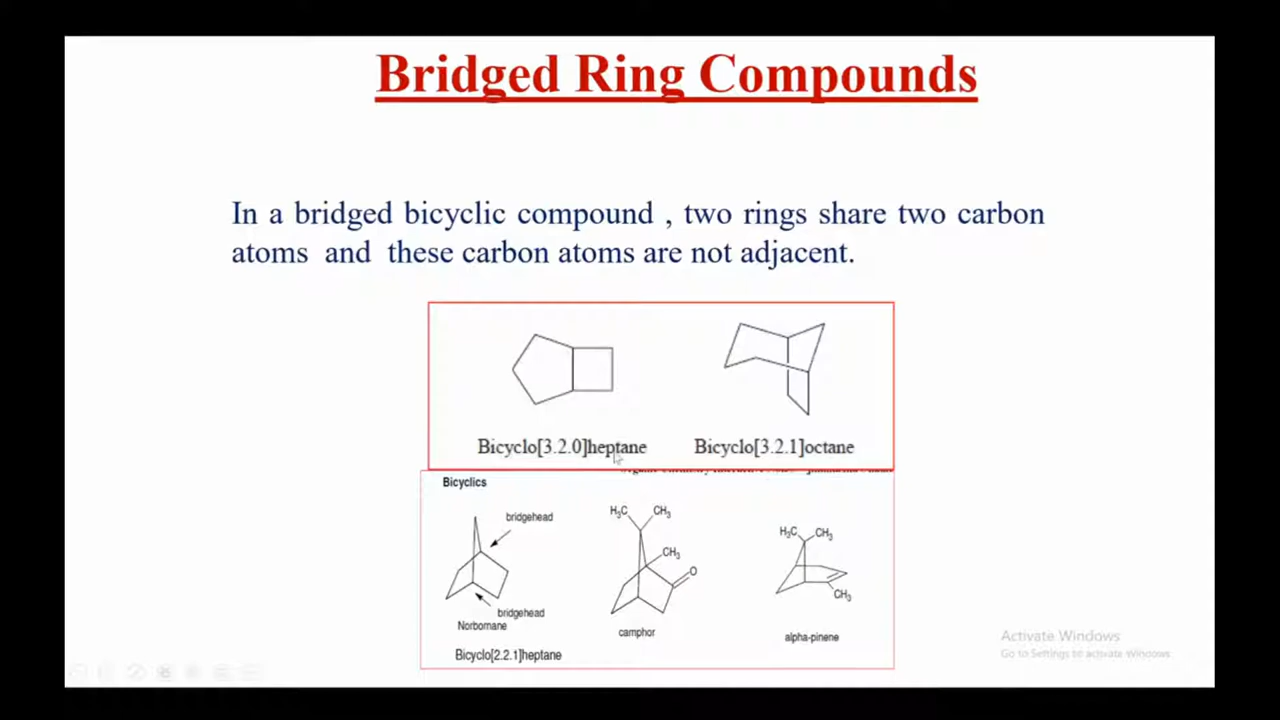 Bridged Ring Compounds
In a bridged bicyclic compound , two rings share two carbon
atoms and these carbon atoms are not adjacent.
Bicyclo[3.2.0]heptane
Bicyclo[3.2.1]octane
Bicyclics
bridgehead
bridgehead
Norbornane
Bicyclo[2.2.1]heptane
H₃C
CH₃
CH₃
O
camphor
H₃C
CH₃
CH₃
alpha-pinene
Activate Windows
Go to Settings to activate Windows.